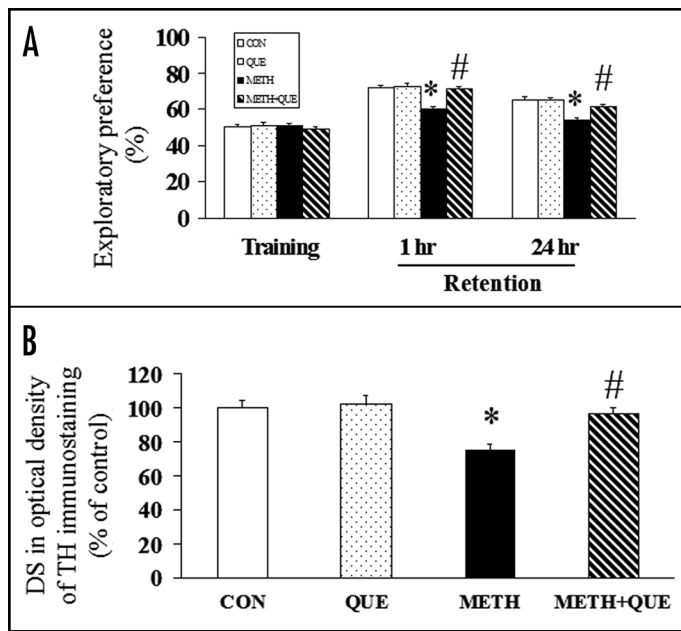 A
CON
QUE
METH
METH+QUE
Exploratory preference
(%)
100
80
60
40
20
0
*
#
*
#
Training
1 hr
24 hr
Retention
B
DS in optical density
of TH immunostaining
(% of control)
120
100
80
60
40
20
0
*
#
CON
QUE
METH
METH+QUE